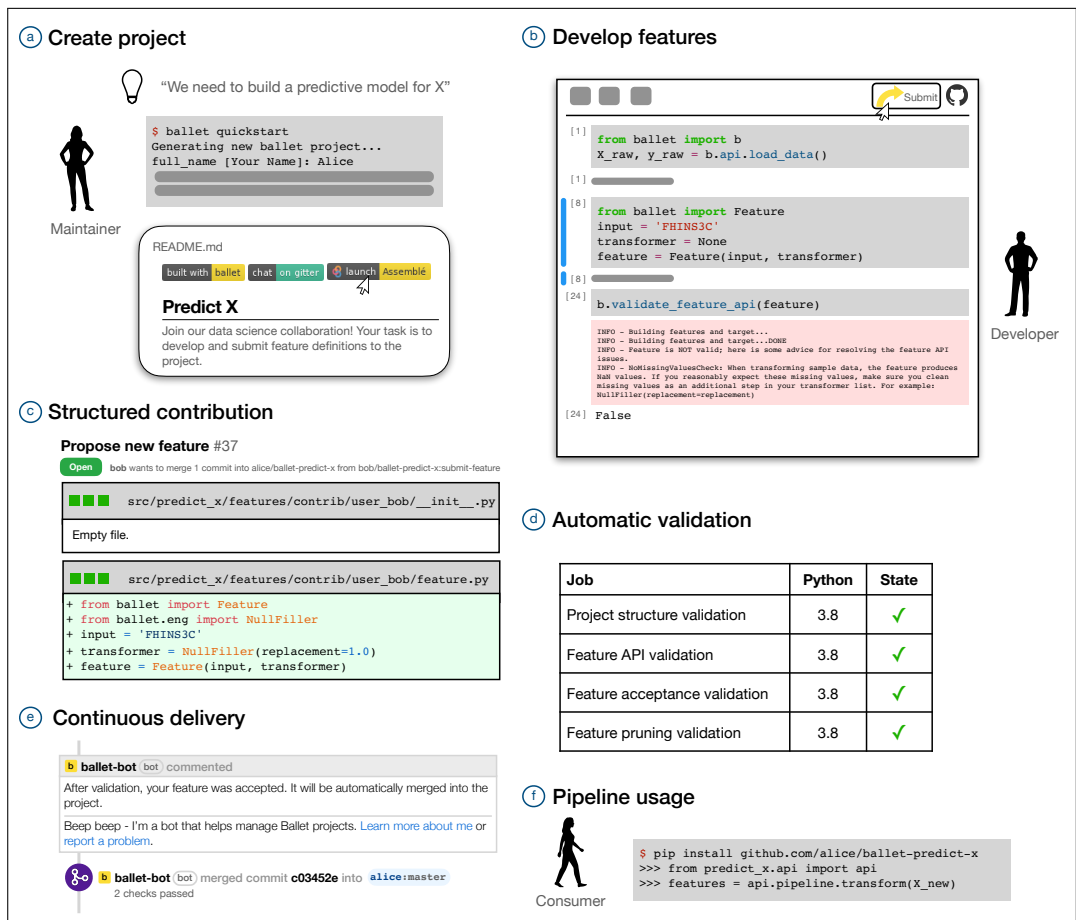 a Create project
“We need to build a predictive model for X”
$ ballet quickstart
Generating new ballet project...
full_name [Your Name]: Alice
Maintainer
README.md
built with ballet chat on gitter launch Assemblé
Predict X
Join our data science collaboration! Your task is to
develop and submit feature definitions to the
project.
b Develop features
Submit
[1]
from ballet import b
X_raw, y_raw = b.api.load_data()
[1]
[8]
from ballet import Feature
input = 'FHINS3C'
transformer = None
feature = Feature(input, transformer)
[8]
[24]
b.validate_feature_api(feature)
INFO - Building features and target...
INFO - Building features and target...DONE
INFO - Feature is NOT valid; here is some advice for resolving the feature API
issues.
INFO - NoMissingValuesCheck: When transforming sample data, the feature produces
NaN values. If you reasonably expect these missing values, make sure you clean
missing values as an additional step in your transformer list. For example:
NullFiller(replacement=replacement)
[24] False
Developer
c Structured contribution
Propose new feature #37
Open bob wants to merge 1 commit into alice/ballet-predict-x from bob/ballet-predict-x:submit-feature
src/predict_x/features/contrib/user_bob/__init__.py
Empty file.
src/predict_x/features/contrib/user_bob/feature.py
+ from ballet import Feature
+ from ballet.eng import NullFiller
+ input = 'FHINS3C'
+ transformer = NullFiller(replacement=1.0)
+ feature = Feature(input, transformer)
d Automatic validation
Job Python State
Project structure validation 3.8 ✓
Feature API validation 3.8 ✓
Feature acceptance validation 3.8 ✓
Feature pruning validation 3.8 ✓
e Continuous delivery
b ballet-bot bot commented
After validation, your feature was accepted. It will be automatically merged into the
project.
Beep beep - I'm a bot that helps manage Ballet projects. Learn more about me or
report a problem.
b ballet-bot bot merged commit c03452e into alice:master
2 checks passed
f Pipeline usage
Consumer
$ pip install github.com/alice/ballet-predict-x
>>> from predict_x.api import api
>>> features = api.pipeline.transform(X_new)